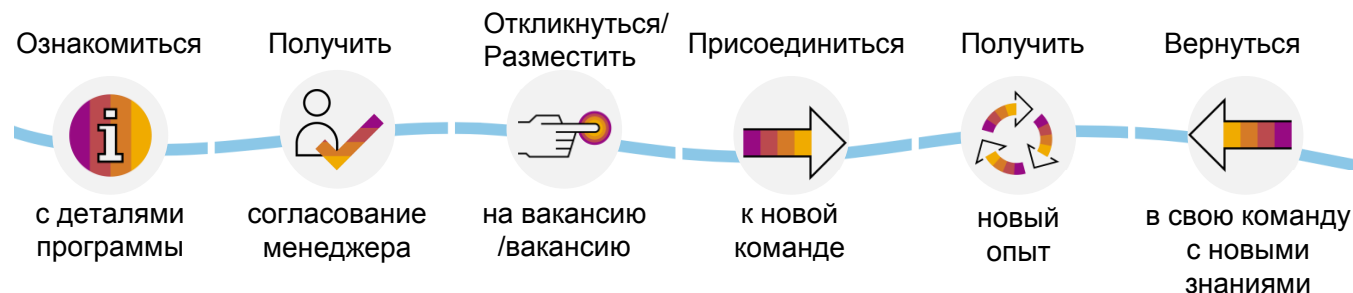 Ознакомиться
с деталями
программы
Получить
согласование
менеджера
Откликнуться/
Разместить
на вакансию
/вакансию
Присоединиться
к новой
команде
Получить
новый
опыт
Вернуться
в свою команду
с новыми
знаниями